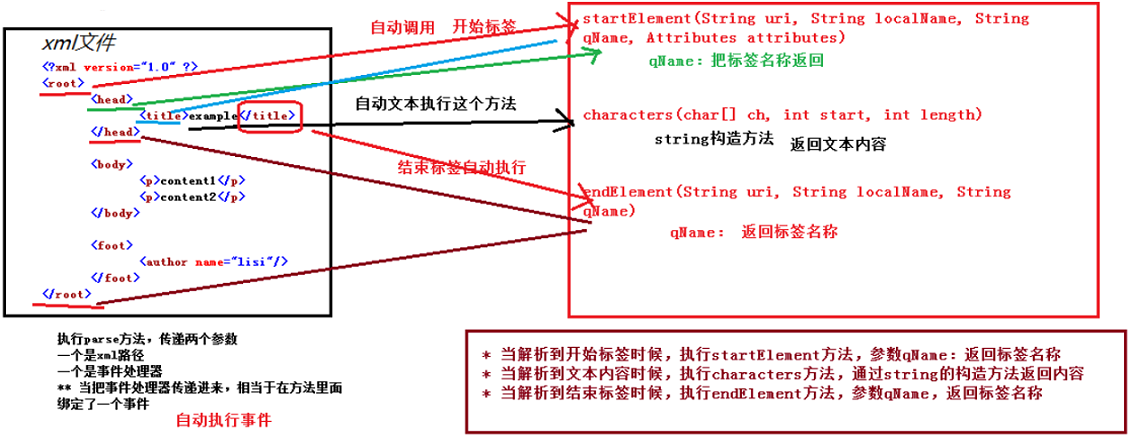 xml文件
<?xml version="1.0" ?>
<root>
<head>
<title>example</title>
</head>
<body>
<p>content1</p>
<p>content2</p>
</body>
<foot>
<author name="lisi"/>
</foot>
</root>
自动调用 开始标签
自动文本执行这个方法
结束标签自动执行
startElement(String uri, String localName, String
qName, Attributes attributes)
qName：把标签名称返回
characters(char[] ch, int start, int length)
string构造方法 返回文本内容
endElement(String uri, String localName, String
qName)
qName： 返回标签名称
执行parse方法，传递两个参数
一个是xml路径
一个是事件处理器
** 当把事件处理器传递进来，相当于在方法里面
绑定了一个事件
自动执行事件
* 当解析到开始标签时候，执行startElement方法，参数qName：返回标签名称
* 当解析到文本内容时候，执行characters方法，通过string的构造方法返回内容
* 当解析到结束标签时候，执行endElement方法，参数qName，返回标签名称